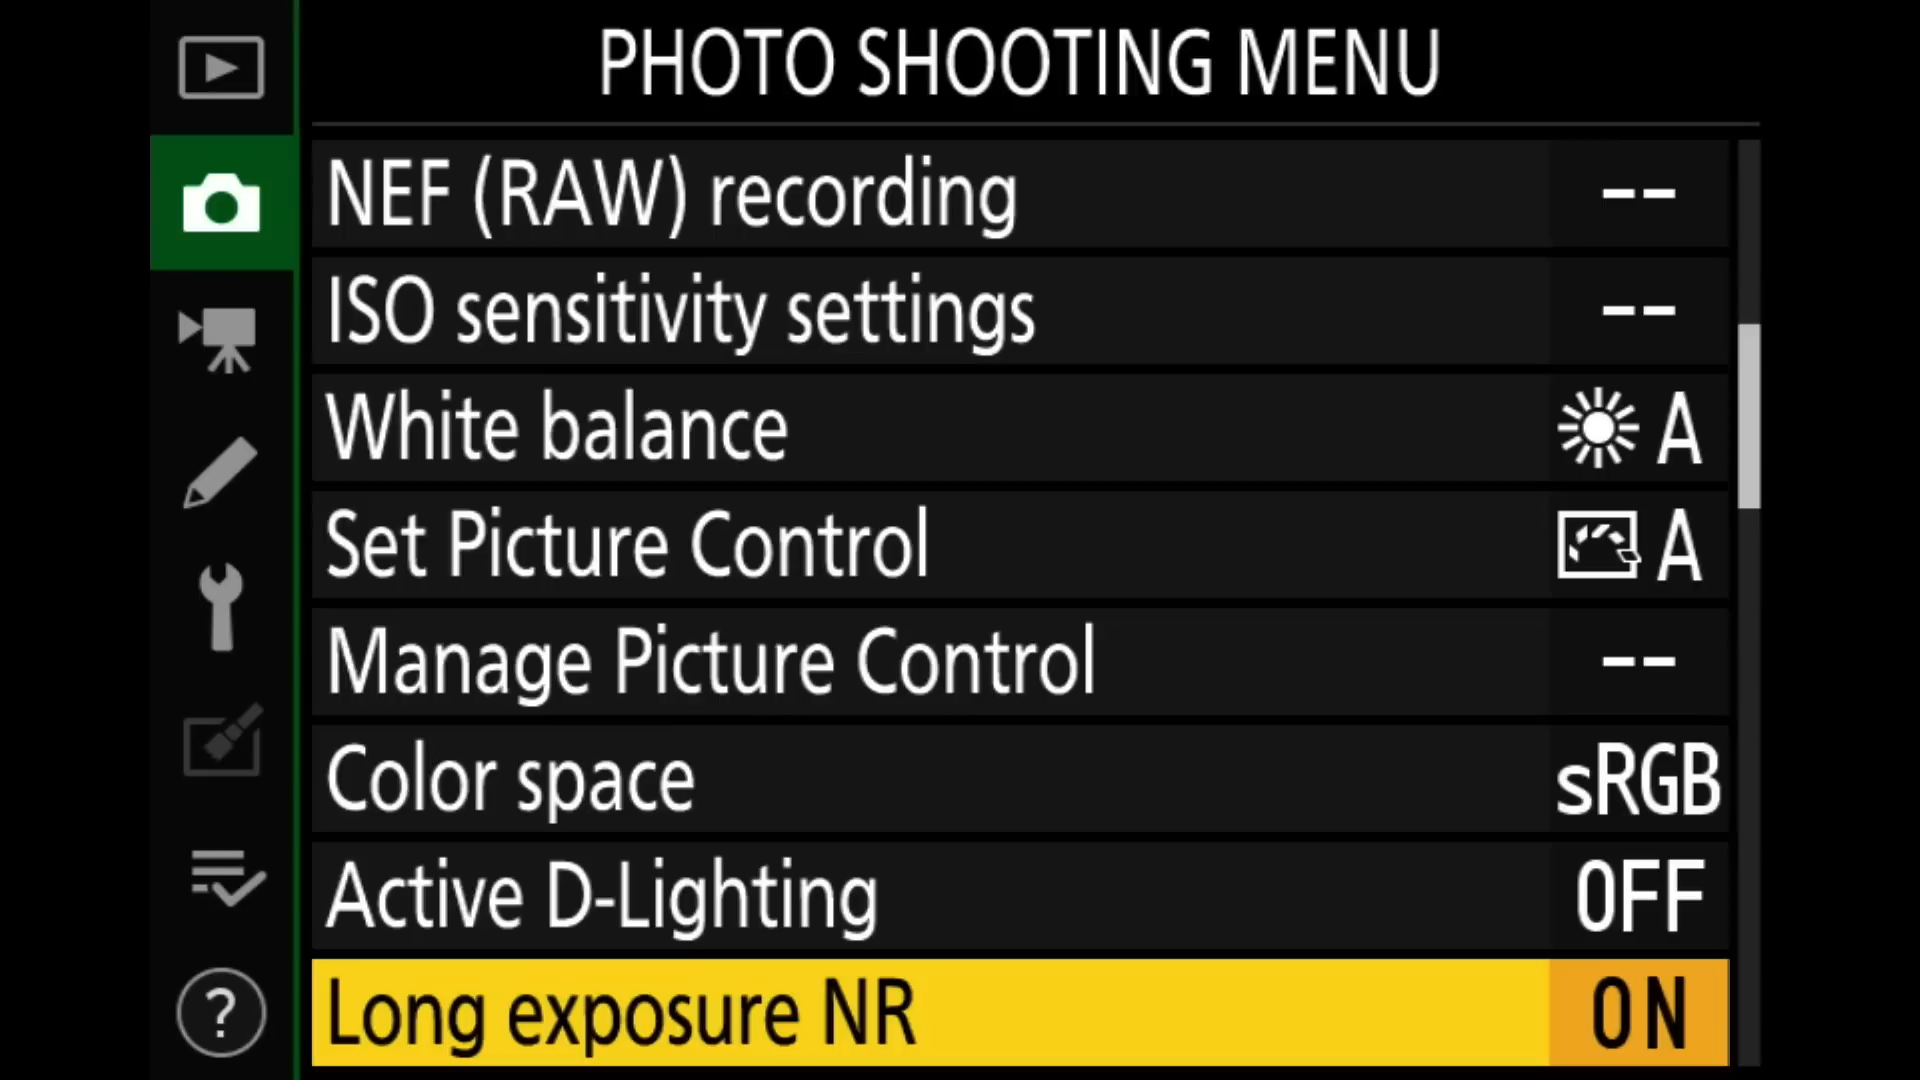 PHOTO SHOOTING MENU
NEF (RAW) recording --
ISO sensitivity settings --
White balance A
Set Picture Control A
Manage Picture Control --
Color space sRGB
Active D-Lighting OFF
Long exposure NR ON
?